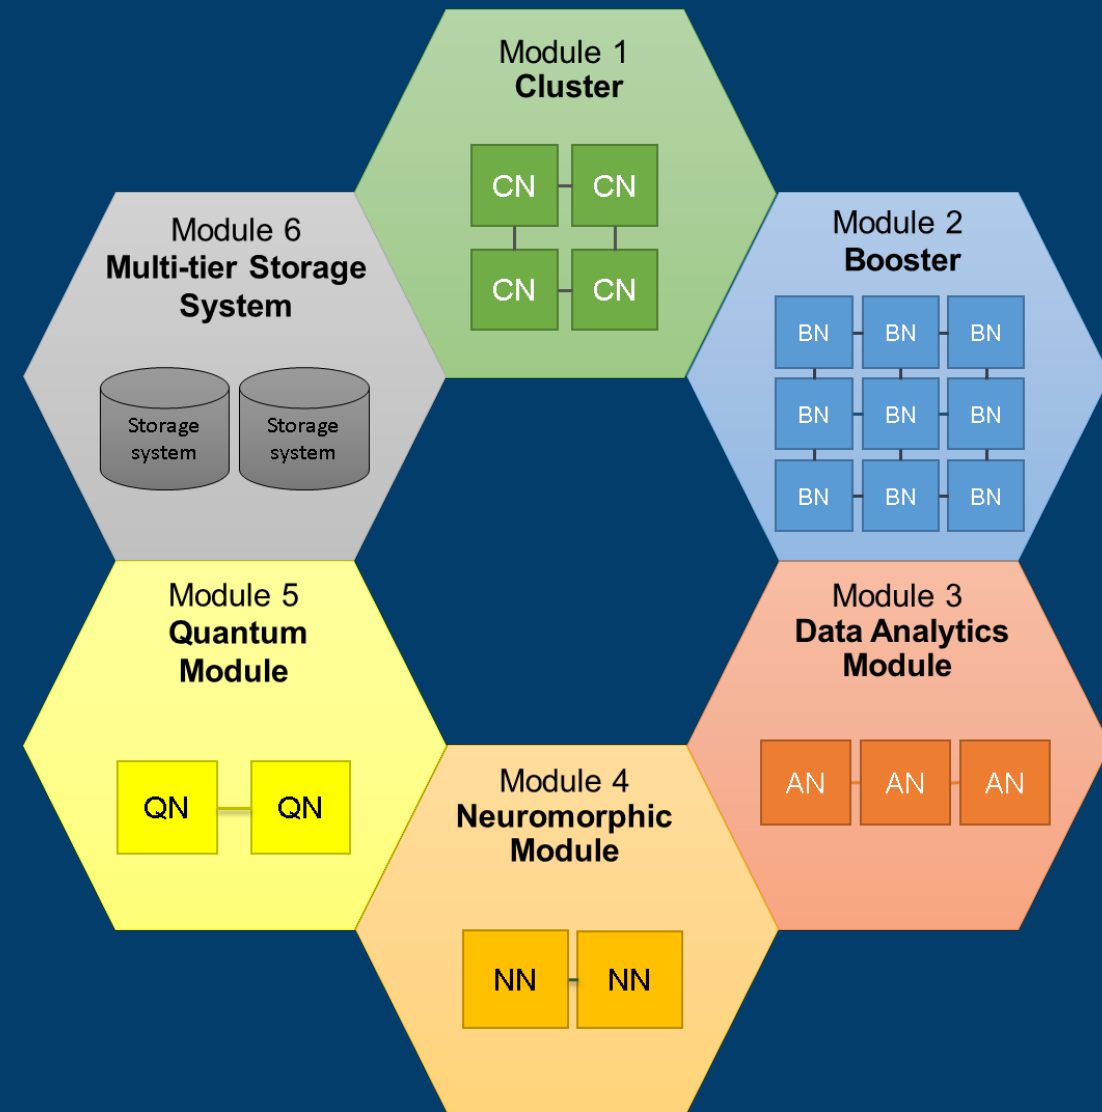 Module 1
Cluster
CN CN
CN CN
Module 2
Booster
BN BN BN
BN BN BN
BN BN BN
Module 3
Data Analytics
Module
AN AN AN
Module 4
Neuromorphic
Module
NN NN
Module 5
Quantum
Module
QN QN
Module 6
Multi-tier Storage
System
Storage
system
Storage
system